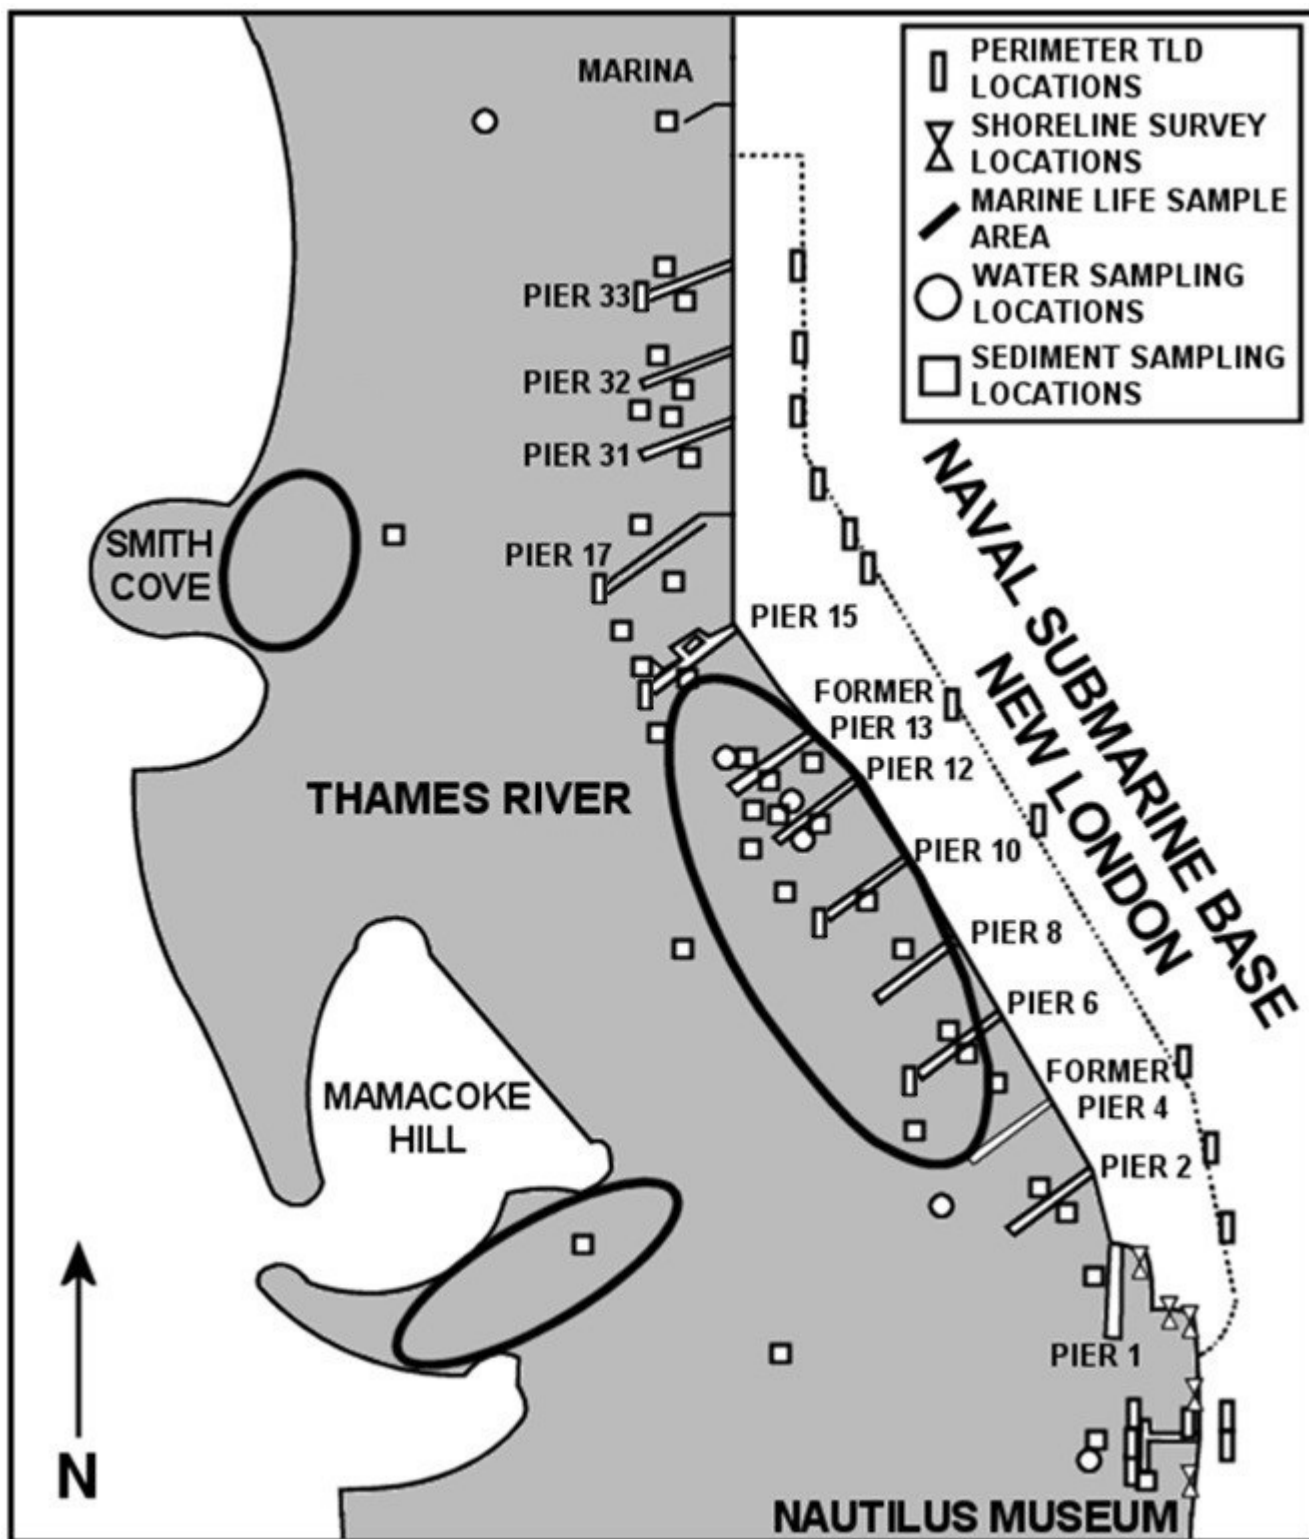 MARINA
PERIMETER TLD
LOCATIONS
SHORELINE SURVEY
LOCATIONS
MARINE LIFE SAMPLE
AREA
WATER SAMPLING
LOCATIONS
SEDIMENT SAMPLING
LOCATIONS
PIER 33
PIER 32
PIER 31
PIER 17
SMITH
COVE
PIER 15
NAVAL SUBMARINE BASE
NEW LONDON
FORMER
PIER 13
PIER 12
THAMES RIVER
PIER 10
PIER 8
PIER 6
FORMER
PIER 4
MAMACOKE
HILL
PIER 2
PIER 1
N
NAUTILUS MUSEUM